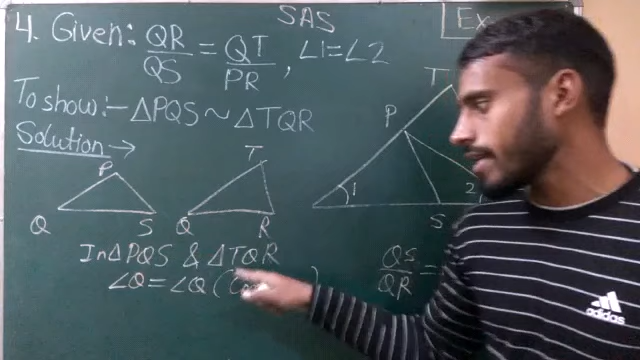 SAS
Ex
4. Given: QR/QS = QT/PR, ∠1=∠2
To show:- ΔPQS ~ ΔTQR
Solution →
P
Q S
T
Q R
T
P
1 2
S
In ΔPQS & ΔTQR
∠Q = ∠Q (
QS/QR =
adidas